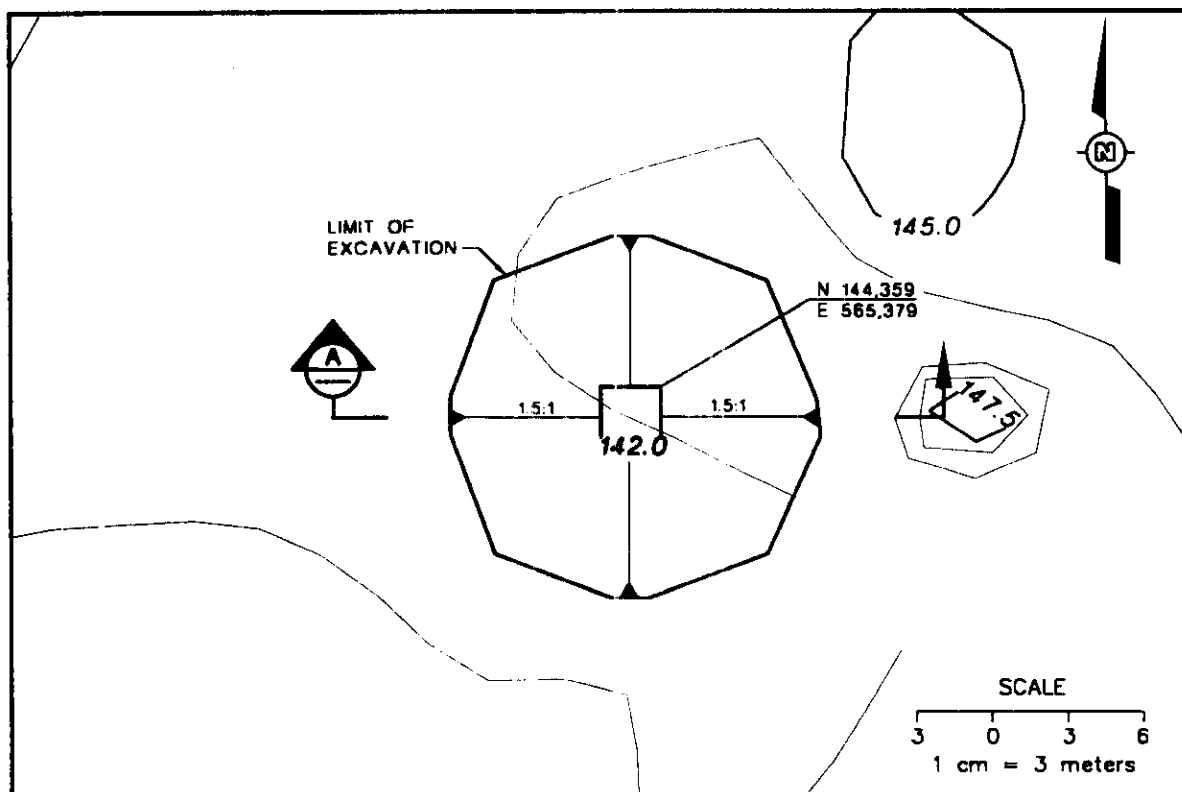 145.0
N
LIMIT OF
EXCAVATION
N 144,359
E 565,379
A
1.5:1
1.5:1
147.5
142.0
SCALE
3 0 3 6
1 cm = 3 meters